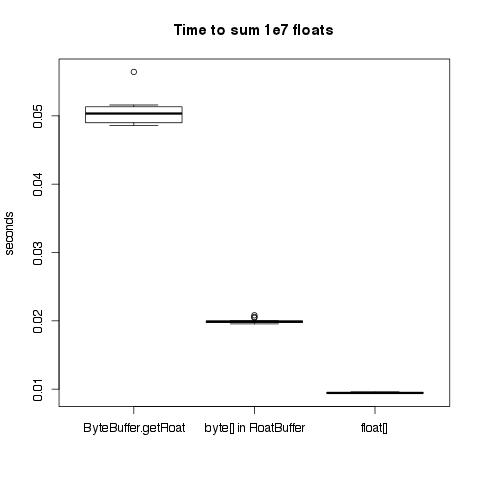 Time to sum 1e7 floats
seconds
0.05
0.04
0.03
0.02
0.01
ByteBuffer.getFloat
byte[] in FloatBuffer
float[]